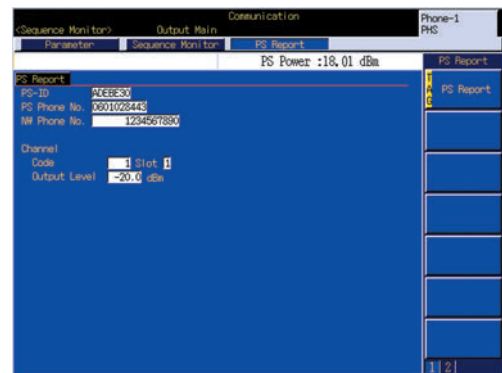 Communication
Phone-1
<Sequence Monitor> Output Main
PHS
Parameter Sequence Monitor PS Report
PS Power :18.01 dBm
PS Report
PS Report
TAG
PS Report
PS-ID ADEBE30
PS Phone No. 0601028443
NW Phone No. 1234567890
Channel
Code 1 Slot 1
Output Level -20.0 dBm
1 2